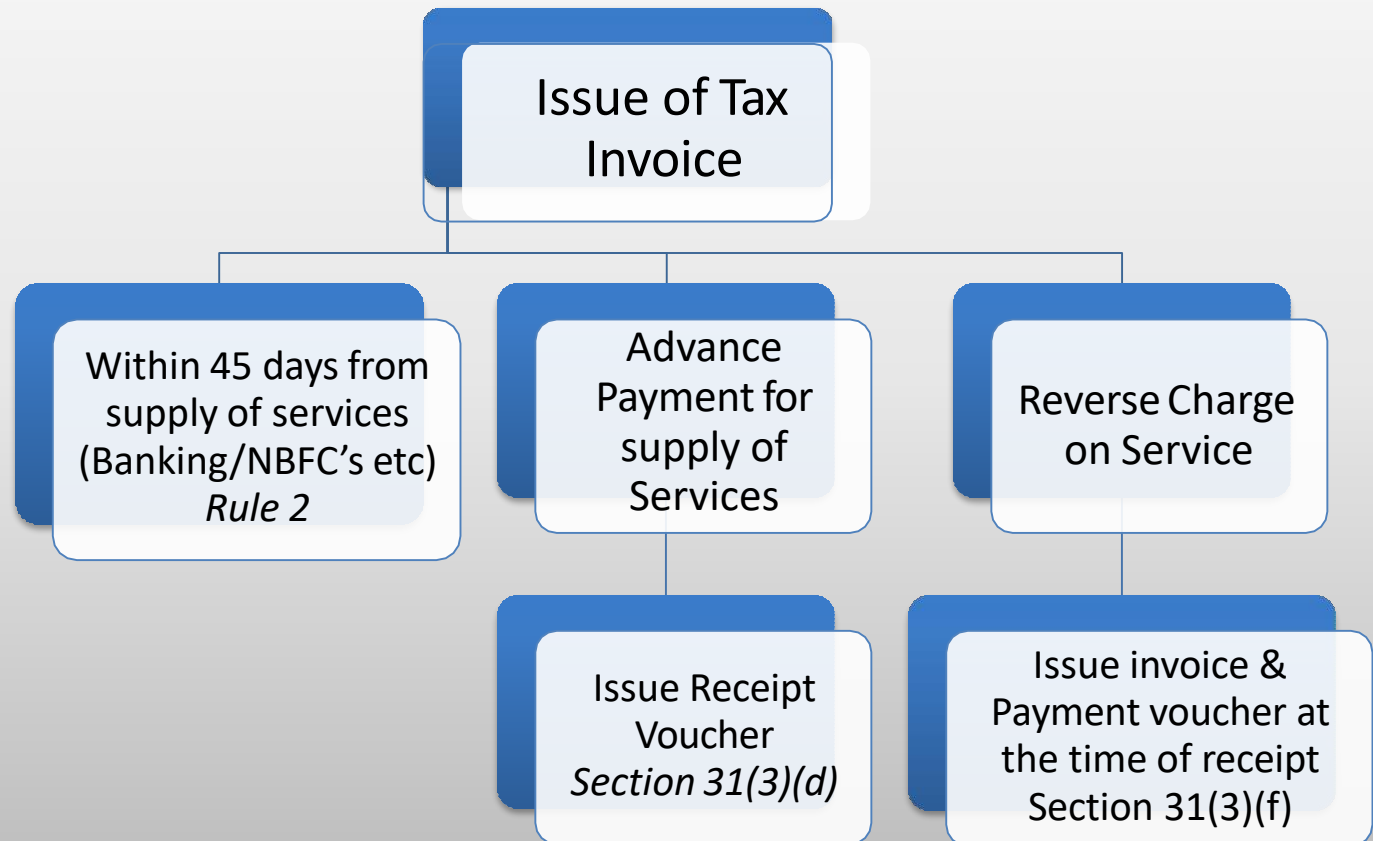 Issue of Tax
Invoice
Within 45 days from
supply of services
(Banking/NBFC’s etc)
Rule 2
Advance
Payment for
supply of
Services
Reverse Charge
on Service
Issue Receipt
Voucher
Section 31(3)(d)
Issue invoice &
Payment voucher at
the time of receipt
Section 31(3)(f)